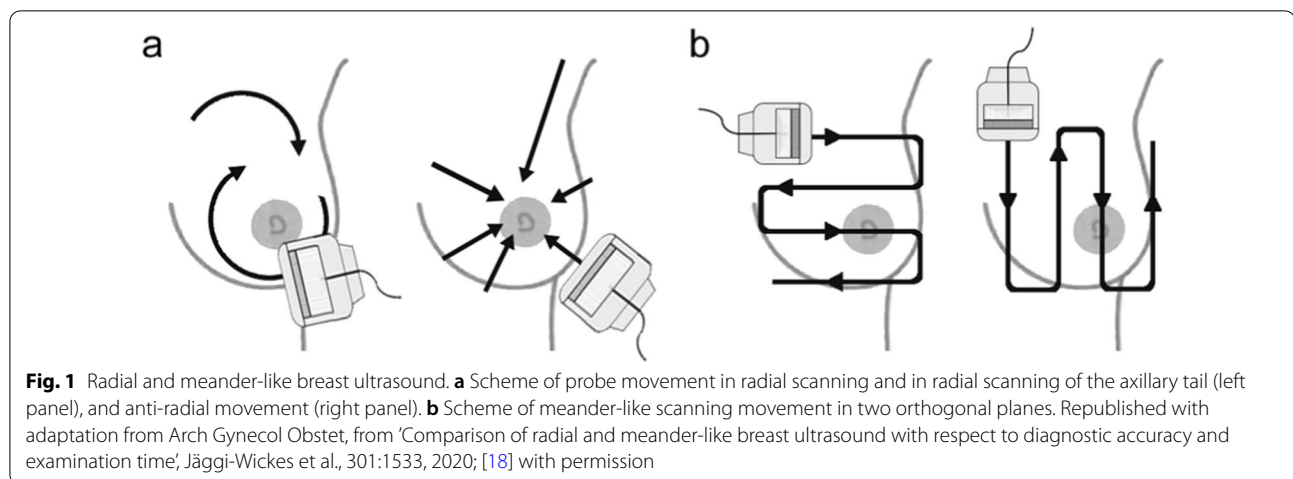 a
b
Fig. 1 Radial and meander-like breast ultrasound. a Scheme of probe movement in radial scanning and in radial scanning of the axillary tail (left
panel), and anti-radial movement (right panel). b Scheme of meander-like scanning movement in two orthogonal planes. Republished with
adaptation from Arch Gynecol Obstet, from 'Comparison of radial and meander-like breast ultrasound with respect to diagnostic accuracy and
examination time', Jäggi-Wickes et al., 301:1533, 2020; [18] with permission